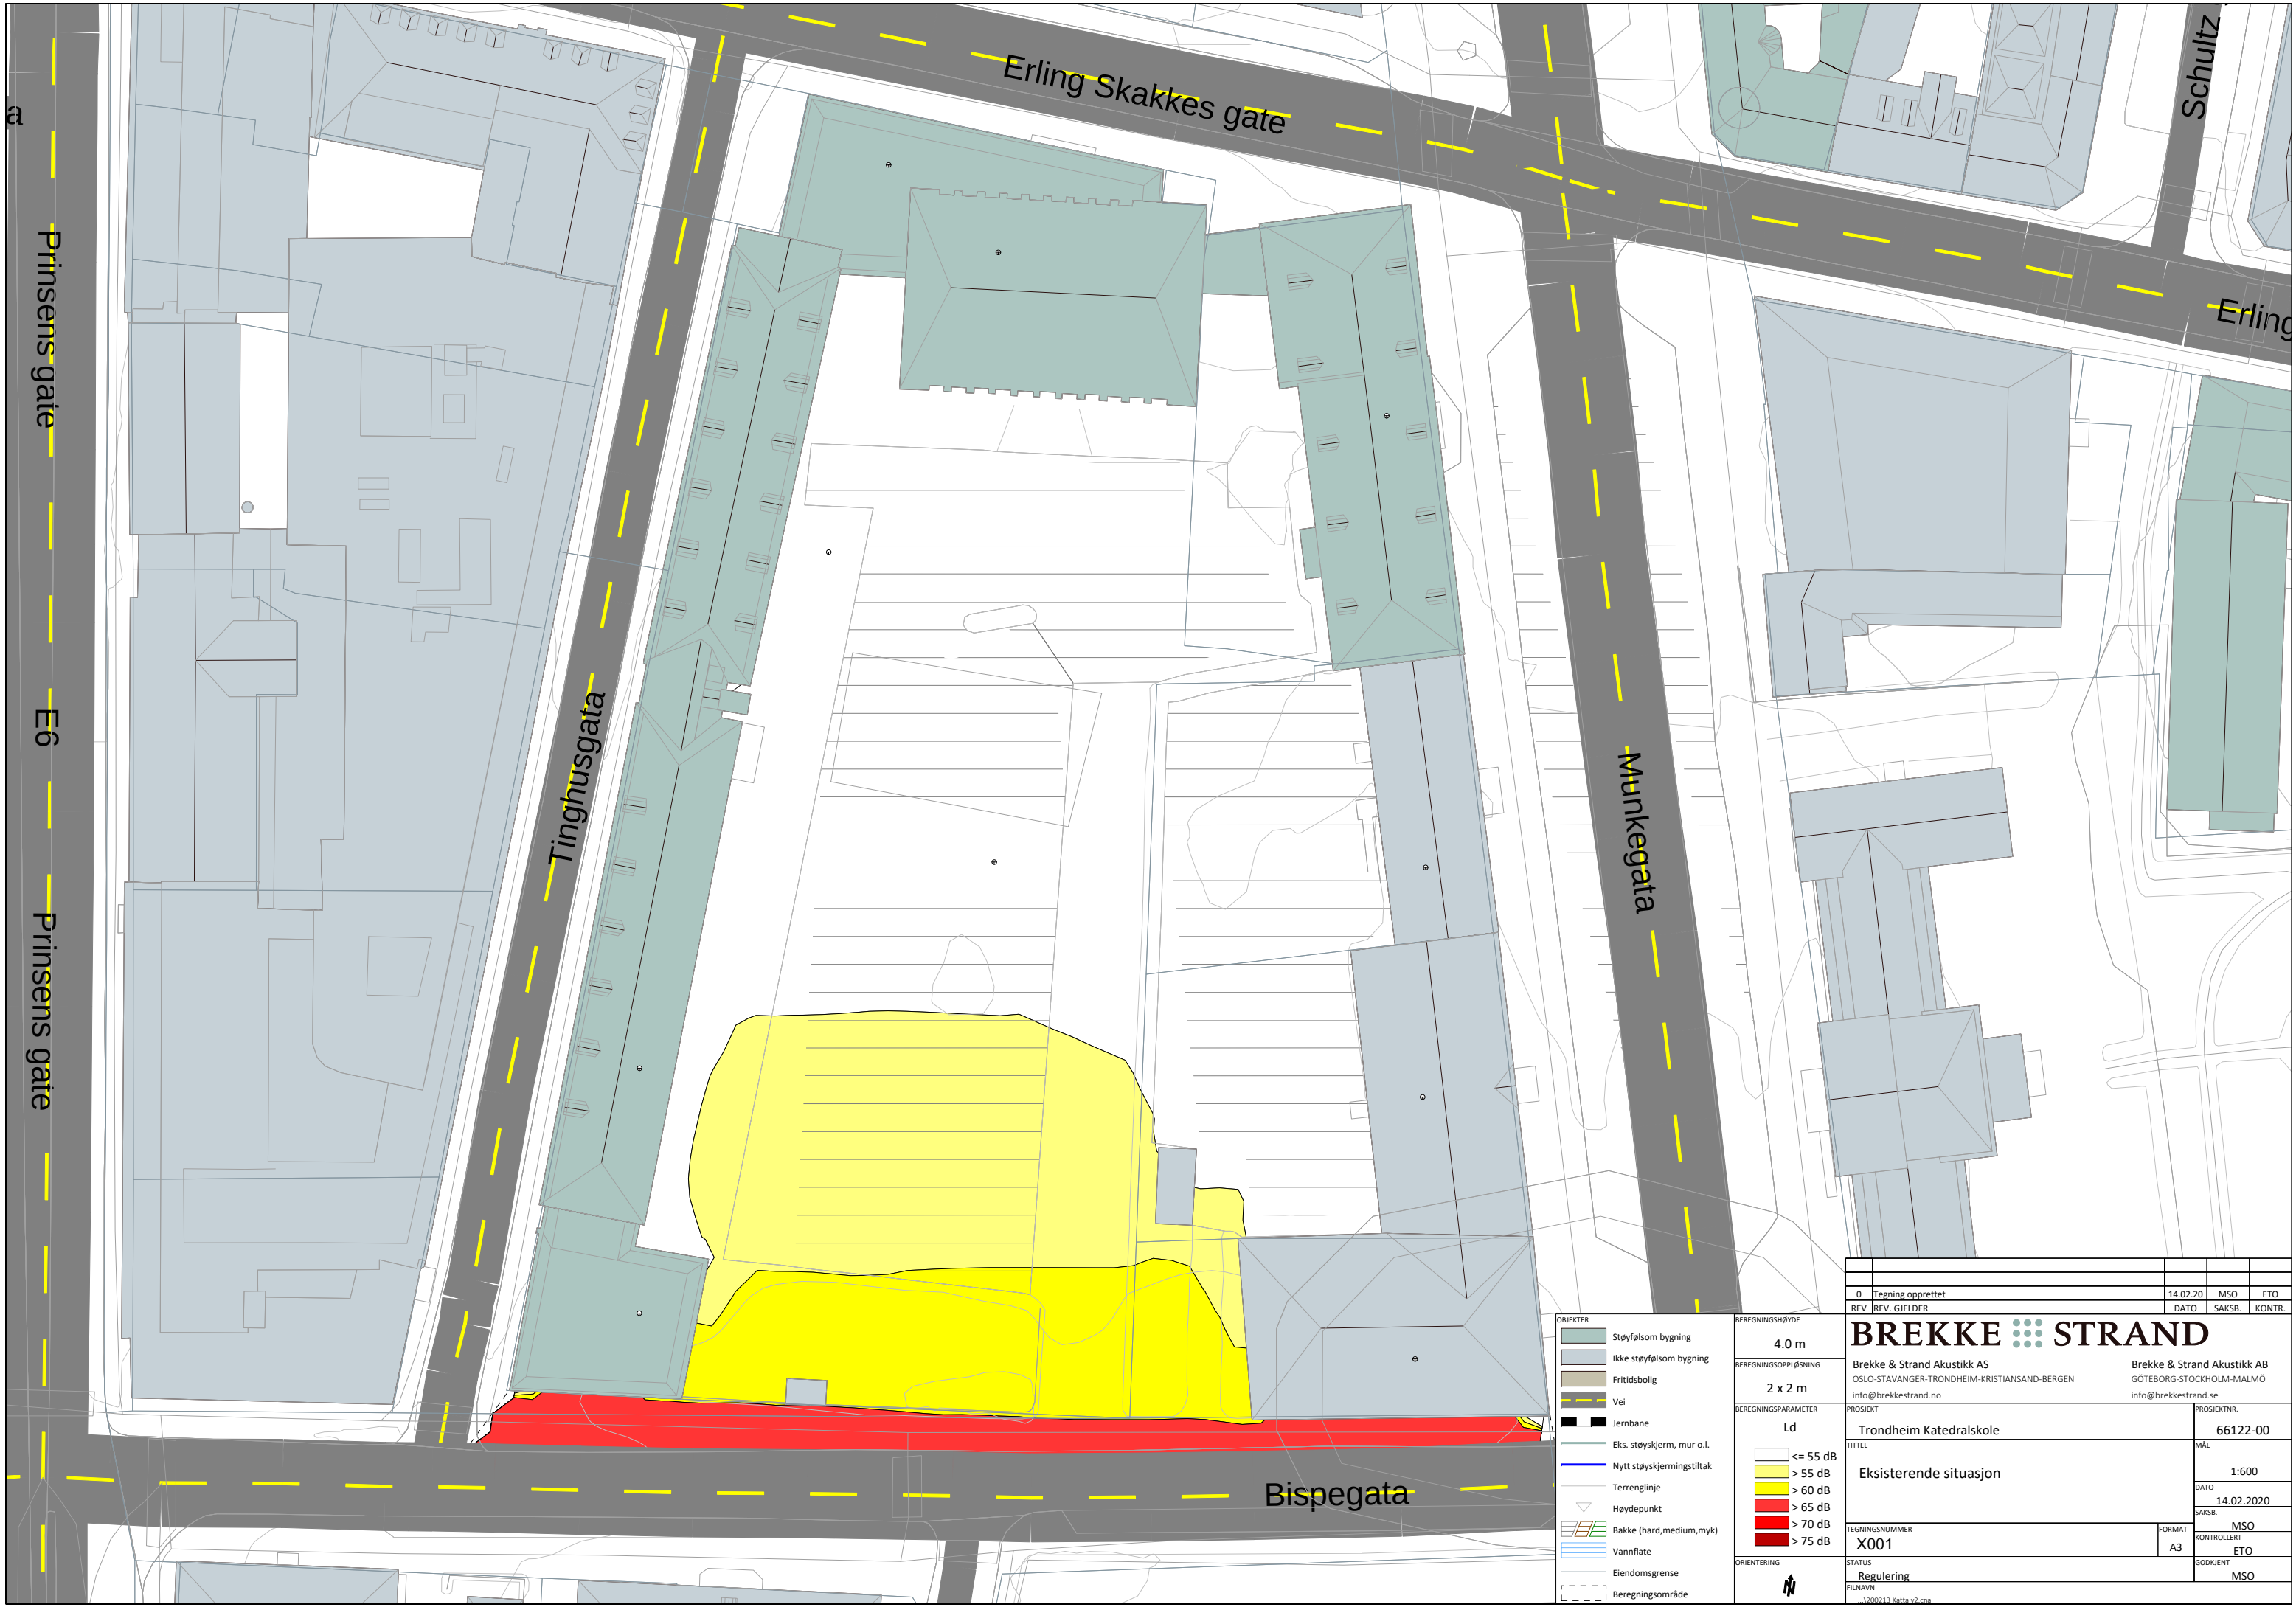 Erling Skakkes gate
Schultz
a
Prinsens gate
Erling
E6
Tinghusgata
Munkegata
Prinsens gate
Bispegata
OBJEKTER
Støyfølsom bygning
Ikke støyfølsom bygning
Fritidsbolig
Vei
Jernbane
Eks. støyskjerm, mur o.l.
Nytt støyskjermingstiltak
Terrenglinje
Høydepunkt
Bakke (hard,medium,myk)
Vannflate
Eiendomsgrense
Beregningsområde
BEREGNINGSHØYDE
4.0 m
BEREGNINGSOPPLØSNING
2 x 2 m
BEREGNINGSPARAMETER
Ld
<= 55 dB
> 55 dB
> 60 dB
> 65 dB
> 70 dB
> 75 dB
ORIENTERING
N
0 Tegning opprettet 14.02.20 MSO ETO
REV REV. GJELDER DATO SAKSB. KONTR.
BREKKE STRAND
Brekke & Strand Akustikk AS Brekke & Strand Akustikk AB
OSLO-STAVANGER-TRONDHEIM-KRISTIANSAND-BERGEN GÖTEBORG-STOCKHOLM-MALMÖ
info@brekkestrand.no info@brekkestrand.se
PROSJEKT
Trondheim Katedralskole
PROSJEKTNR.
66122-00
TITTEL
Eksisterende situasjon
MÅL
1:600
DATO
14.02.2020
SAKSB.
MSO
TEGNINGSNUMMER
X001
FORMAT
A3
KONTROLLERT
ETO
STATUS
Regulering
GODKJENT
MSO
FILNAVN
...\200213 Katta v2.cna